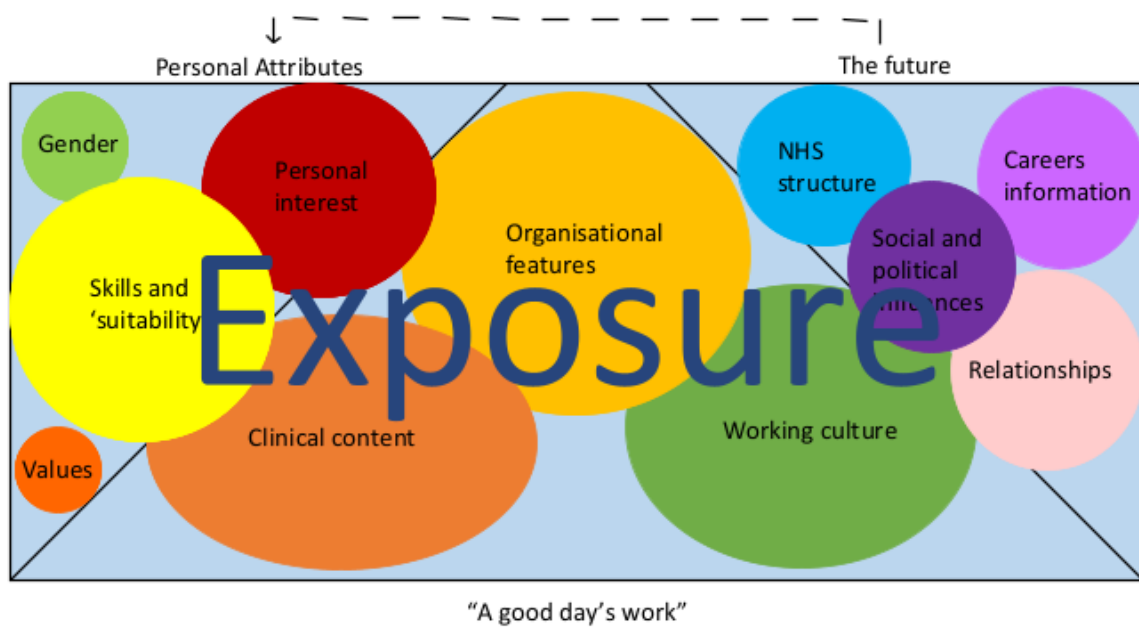 Personal Attributes
The future
Gender
Personal
interest
Organisational
features
NHS
structure
Careers
information
Social and
political
influences
Skills and
‘suitability
Exposure
Relationships
Clinical content
Working culture
Values
“A good day’s work”